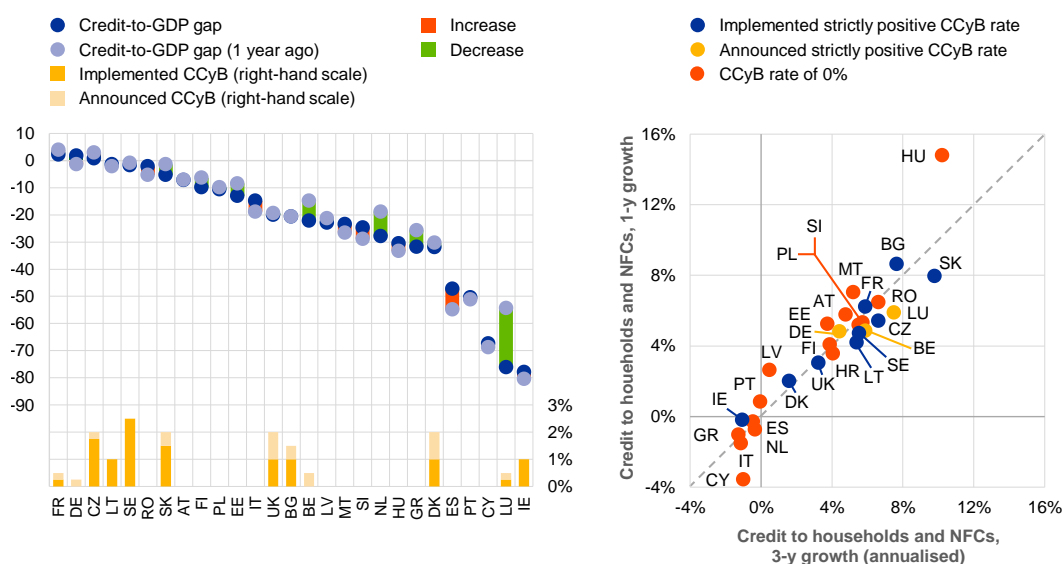 Credit-to-GDP gap
Credit-to-GDP gap (1 year ago)
Implemented CCyB (right-hand scale)
Announced CCyB (right-hand scale)
Increase
Decrease
10
0
-10
-20
-30
-40
-50
-60
-70
-80
-90
3%
2%
1%
0%
FR
DE
CZ
LT
SE
RO
SK
AT
FI
PL
EE
IT
UK
BG
BE
LV
MT
SI
NL
HU
GR
DK
ES
PT
CY
LU
IE
Implemented strictly positive CCyB rate
Announced strictly positive CCyB rate
CCyB rate of 0%
Credit to houeholds and NFCs, 1-y growth
16%
12%
8%
4%
0%
-4%
HU
SI
PL
BG
SK
MT
FR
RO
AT
LU
EE
CZ
DE
BE
FI
SE
LV
HR
LT
UK
PT
DK
IE
ES
GR
NL
IT
CY
-4%
0%
4%
8%
12%
16%
Credit to households and NFCs,
3-y growth (annualised)